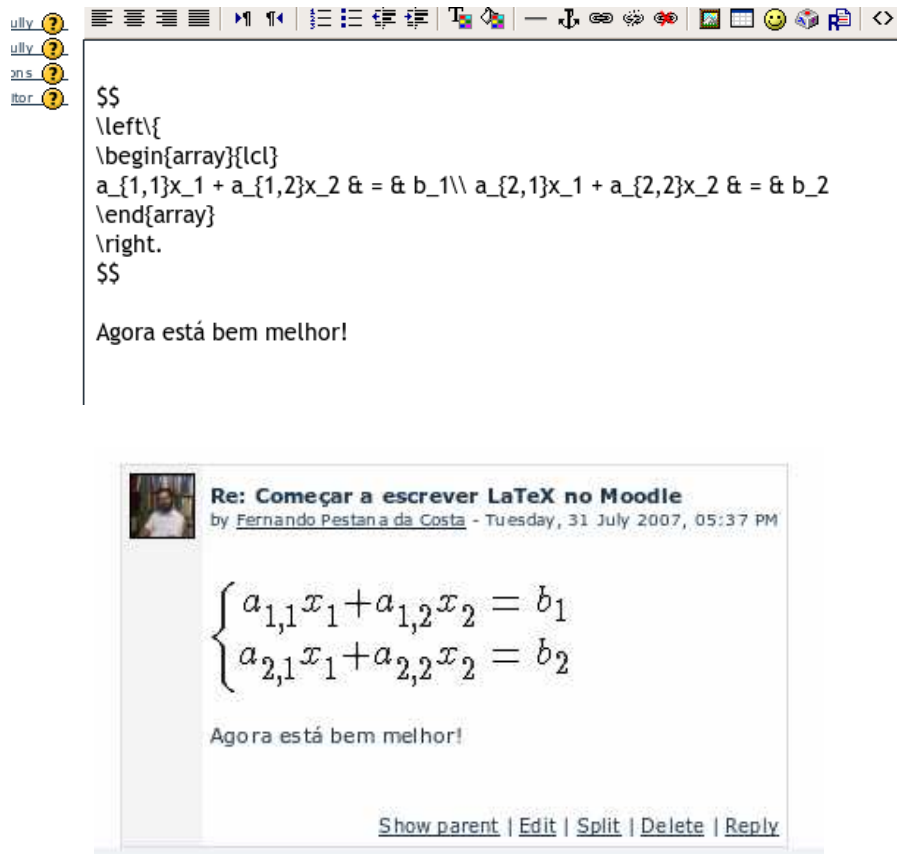 ully ?
ully ?
ons ?
itor ?
$$
\left\{
\begin{array}{lcl}
a_{1,1}x_1 + a_{1,2}x_2 & = & b_1\\ a_{2,1}x_1 + a_{2,2}x_2 & = & b_2
\end{array}
\right.
$$
Agora está bem melhor!
Re: Começar a escrever LaTeX no Moodle
by Fernando Pestana da Costa - Tuesday, 31 July 2007, 05:37 PM
a1,1x1+a1,2x2 = b1
a2,1x1+a2,2x2 = b2
Agora está bem melhor!
Show parent | Edit | Split | Delete | Reply